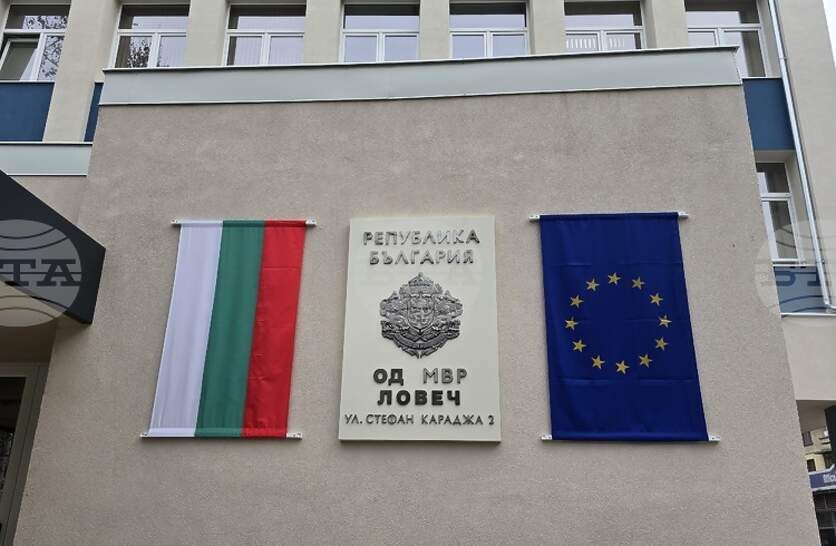 РЕПУБЛИКА
БЪЛГАРИЯ
ОД МВР
ЛОВЕЧ
УЛ. СТЕФАН КАРАДЖА 2